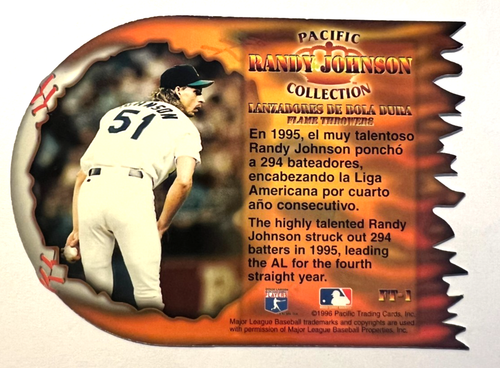 PACIFIC
RANDY JOHNSON
COLLECTION
LANZADORES DE BOLA DURA
FLAME THROWERS
En 1995, el muy talentoso
Randy Johnson ponchó
a 294 bateadores,
encabezando la Liga
Americana por cuarto
año consecutivo.
The highly talented Randy
Johnson struck out 294
batters in 1995, leading
the AL for the fourth
straight year.
51
PLAYERS
FT-1
©1996 Pacific Trading Cards, Inc.
Major League Baseball trademarks and copyrights are used
with permission of Major League Baseball Properties, Inc.